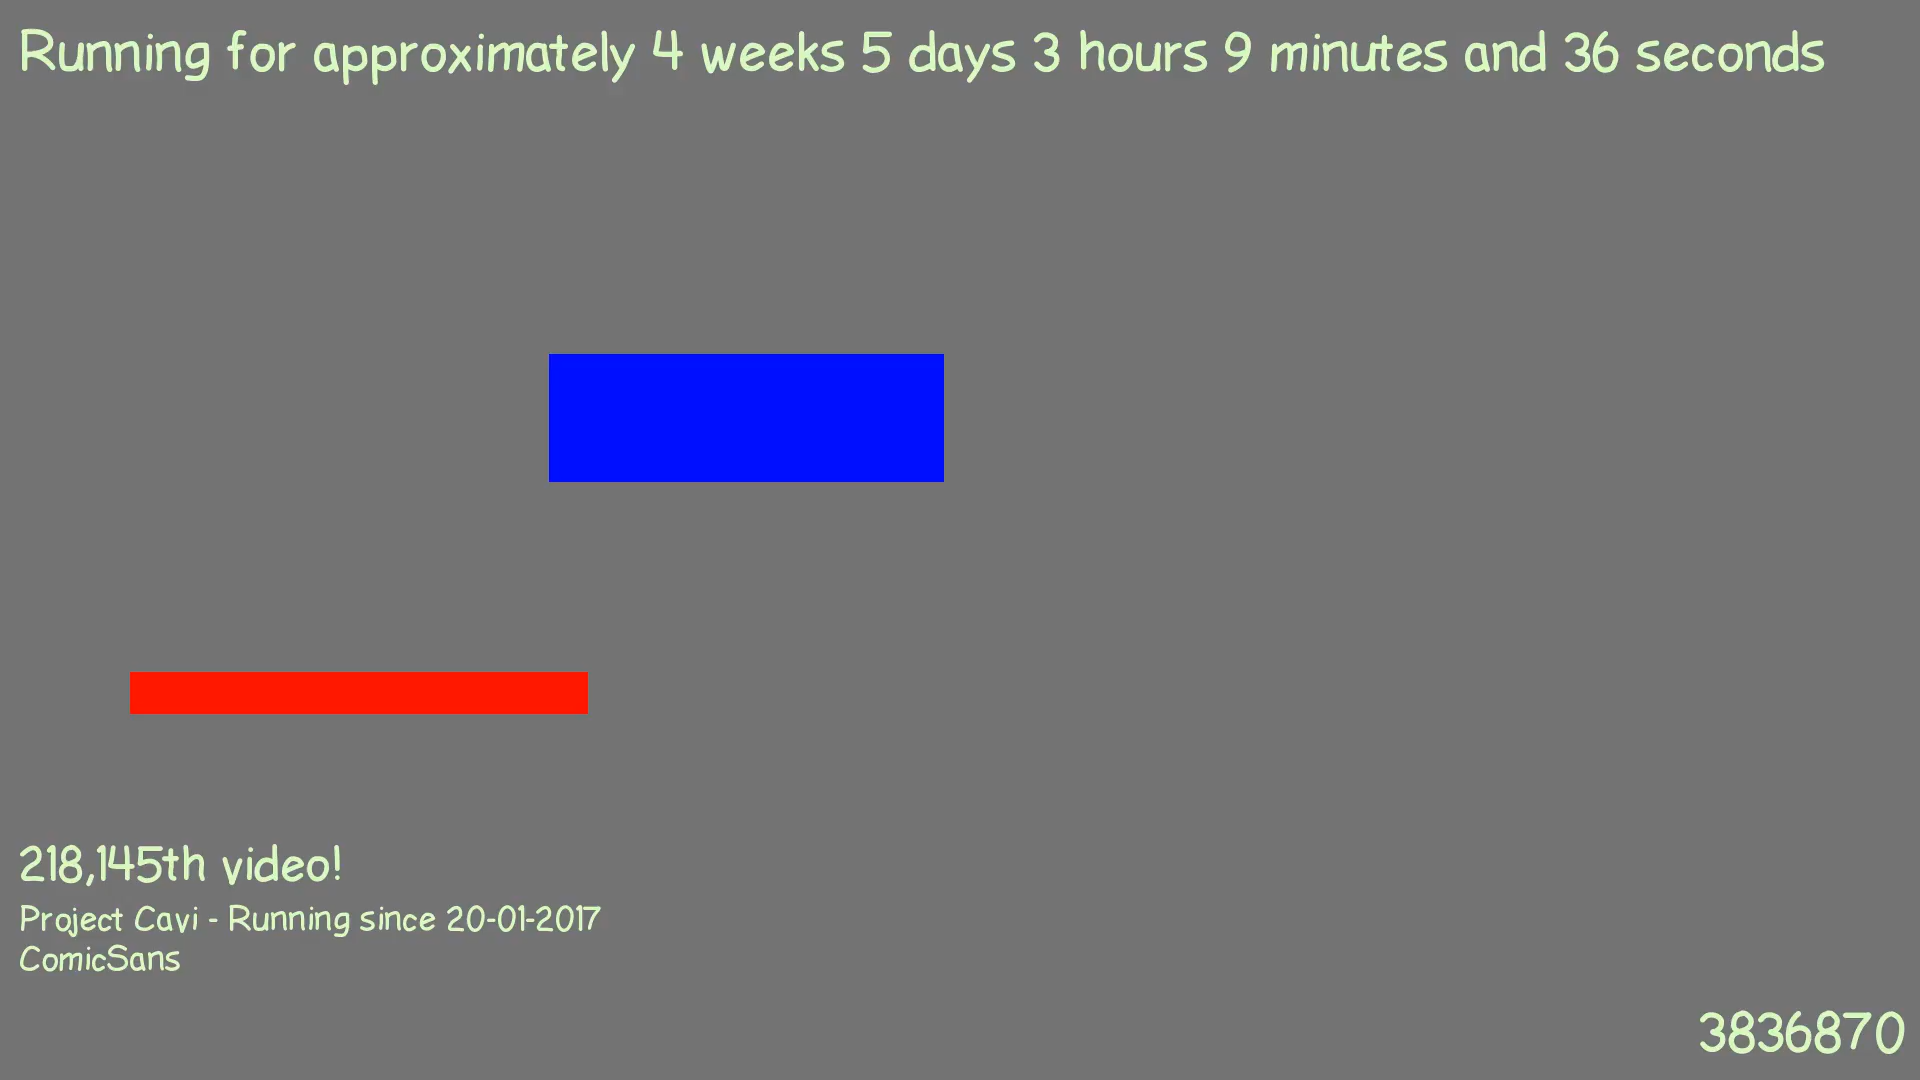 Running for approximately 4 weeks 5 days 3 hours 9 minutes and 36 seconds
218,145th video!
Project Cavi - Running since 20-01-2017
ComicSans
3836870